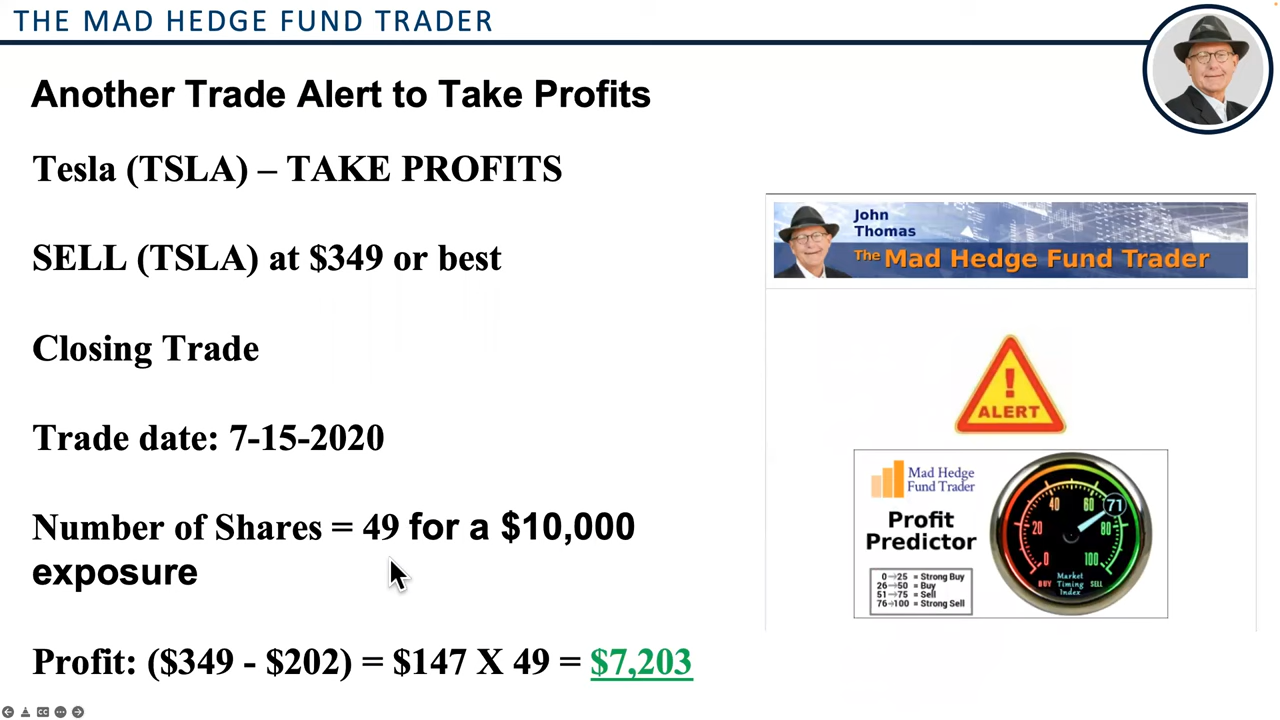 THE MAD HEDGE FUND TRADER
Another Trade Alert to Take Profits
Tesla (TSLA) – TAKE PROFITS
SELL (TSLA) at $349 or best
Closing Trade
Trade date: 7-15-2020
Number of Shares = 49 for a $10,000
exposure
Profit: ($349 - $202) = $147 X 49 = $7,203
John
Thomas
The Mad Hedge Fund Trader
!
ALERT
Mad Hedge
Fund Trader
Profit
Predictor
0→25 = Strong Buy
26→50 = Buy
51→75 = Sell
76→100 = Strong Sell
0
20
40
60
71
80
100
BUY
Market
Timing
Index
SELL
CC